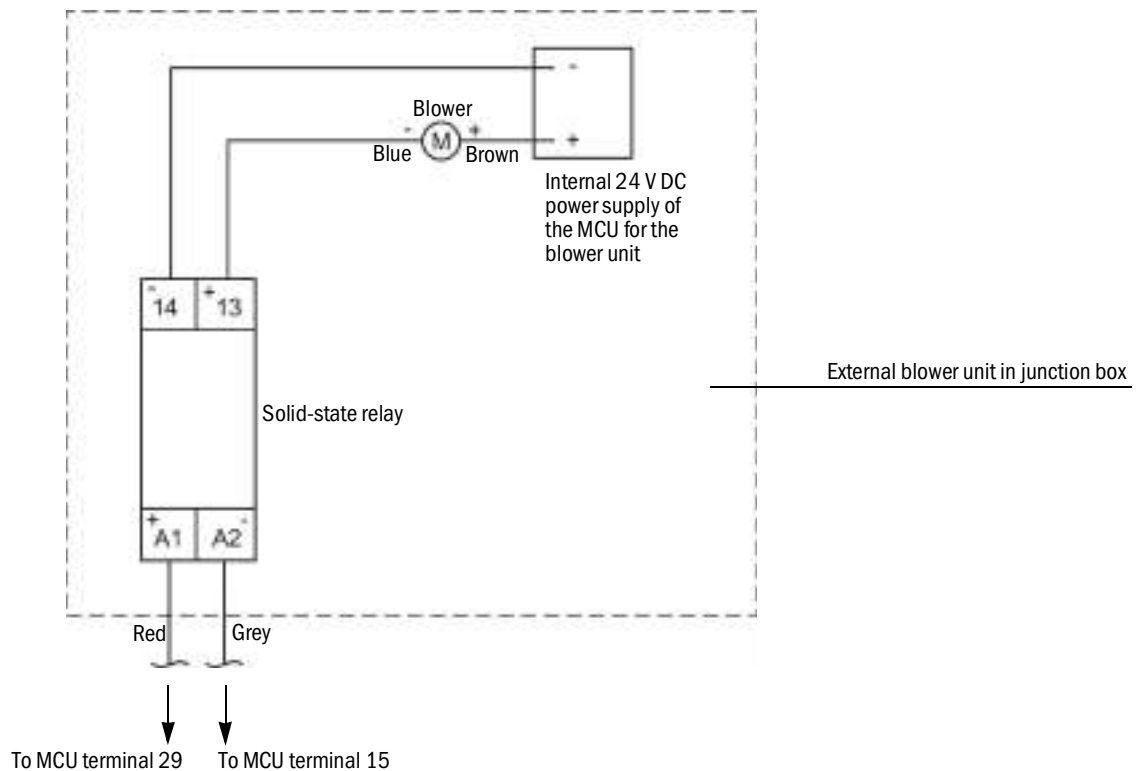 -
Blower
- M +
Blue Brown
+
Internal 24 V DC
power supply of
the MCU for the
blower unit
- 14 + 13
External blower unit in junction box
Solid-state relay
+ A1 A2 -
Red Grey
To MCU terminal 29 To MCU terminal 15